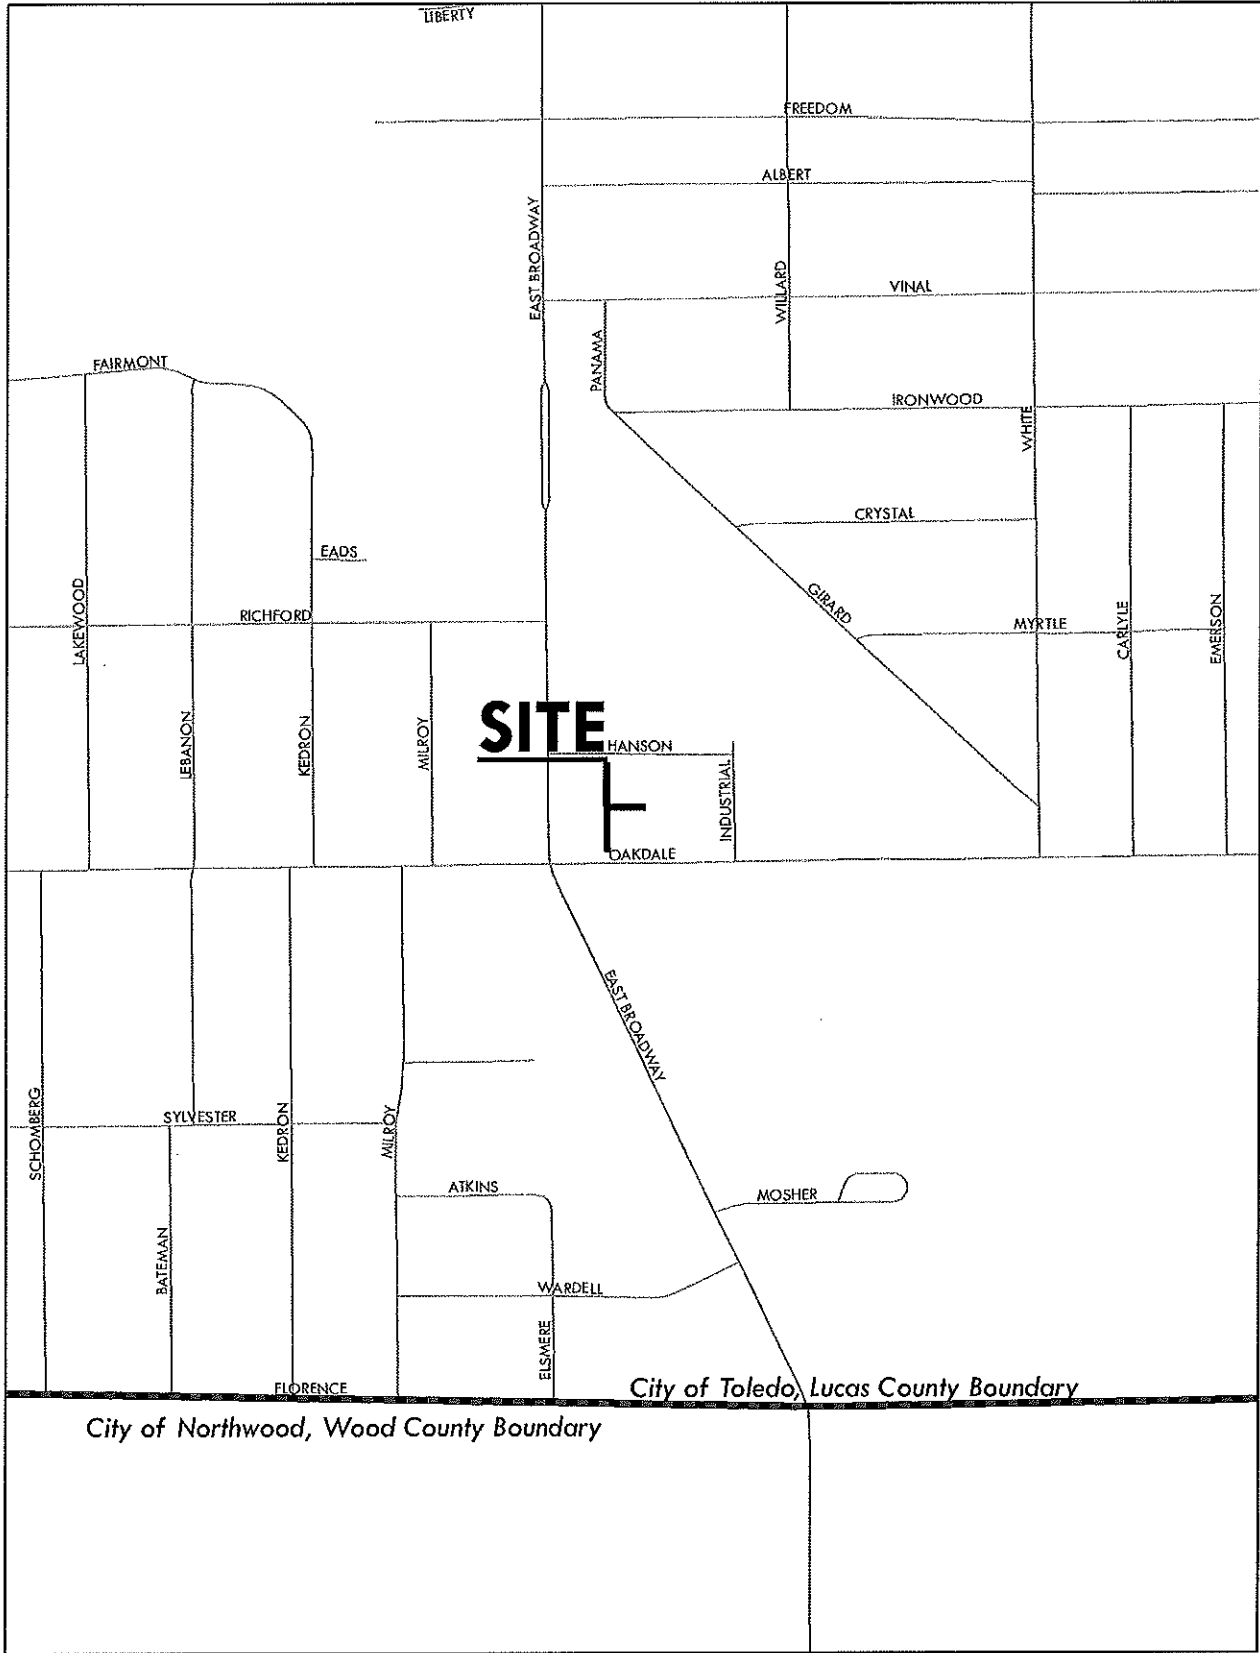 LIBERTY
FREEDOM
ALBERT
EAST BROADWAY
WILLARD
VINAL
PANAMA
FAIRMONT
IRONWOOD
WHITE
CRYSTAL
EADS
LAKEWOOD
RICHFORD
GIRARD
MYRTLE
CARLYLE
EMERSON
LEBANON
KEDRON
MILROY
SITE
HANSON
INDUSTRIAL
OAKDALE
EAST BROADWAY
SCHOMBERG
SYLVESTER
KEDRON
MILROY
ATKINS
MOSHER
BATEMAN
WARDELL
ELSMERE
FLORENCE
City of Toledo, Lucas County Boundary
City of Northwood, Wood County Boundary